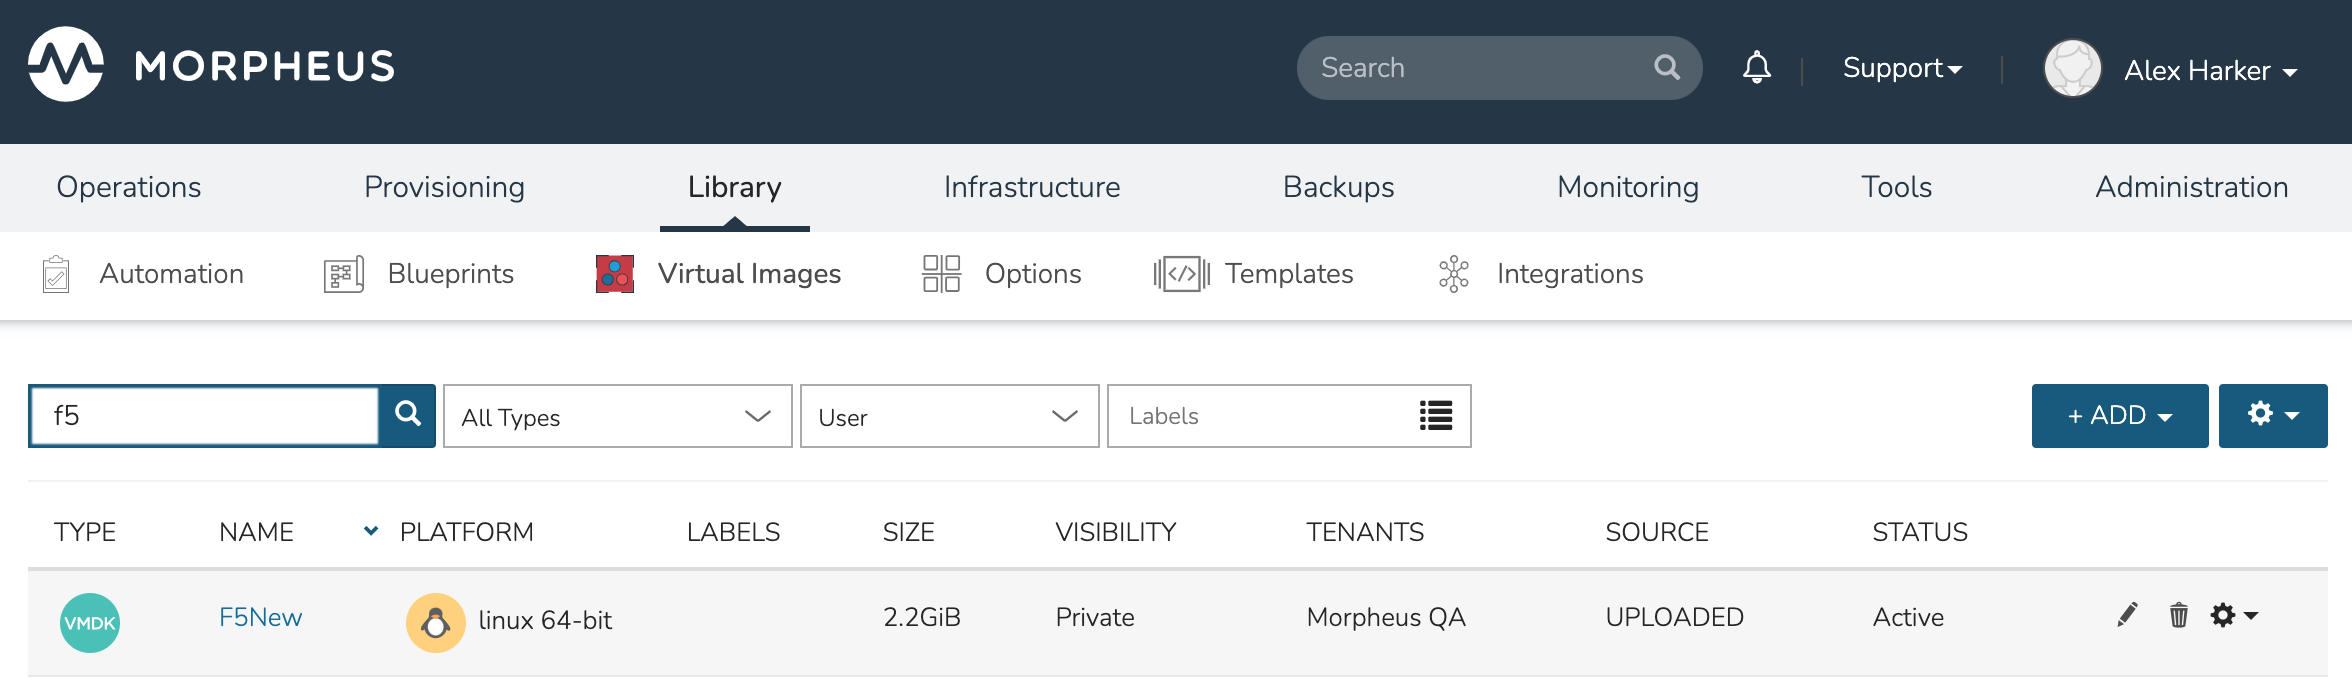 MORPHEUS
Search
Support
Alex Harker
Operations Provisioning Library Infrastructure Backups Monitoring Tools Administration
Automation Blueprints Virtual Images Options </> Templates Integrations
f5 All Types User Labels + ADD
TYPE NAME PLATFORM LABELS SIZE VISIBILITY TENANTS SOURCE STATUS
VMDK F5New linux 64-bit 2.2GiB Private Morpheus QA UPLOADED Active